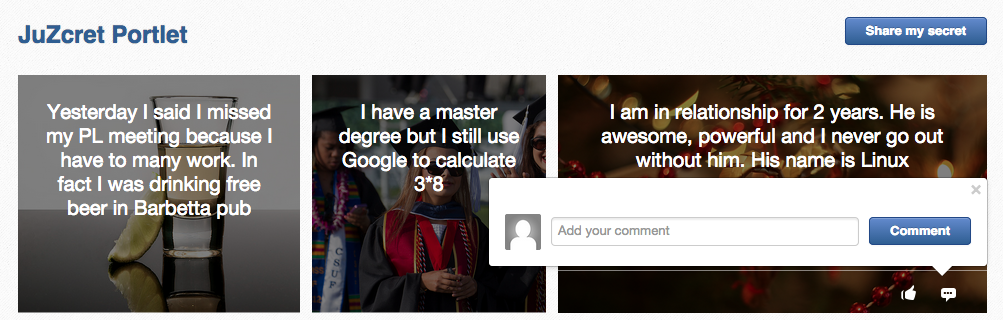 JuZcret Portlet
Share my secret
Yesterday I said I missed
my PL meeting because I
have to many work. In
fact I was drinking free
beer in Barbetta pub
I have a master
degree but I still use
Google to calculate
3*8
I am in relationship for 2 years. He is
awesome, powerful and I never go out
without him. His name is Linux
×
Add your comment
Comment
CSUF